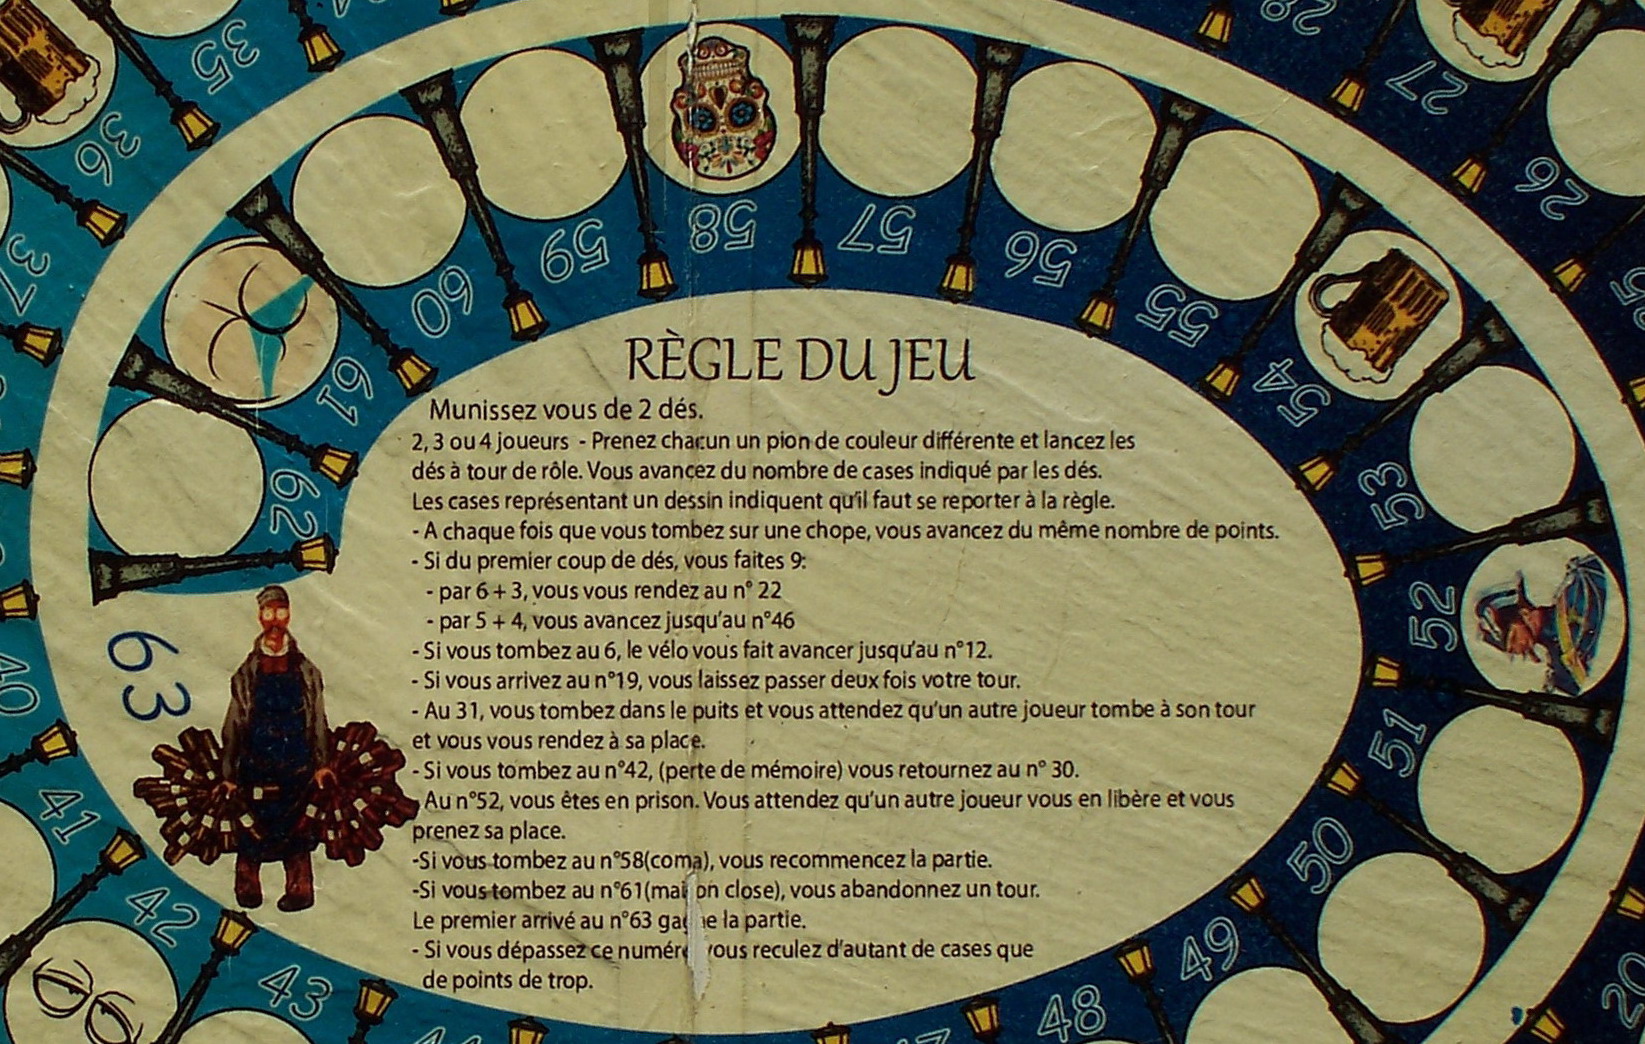 RÈGLE DU JEU
Munissez vous de 2 dés.
2, 3 ou 4 joueurs - Prenez chacun un pion de couleur différente et lancez les
dés à tour de rôle. Vous avancez du nombre de cases indiqué par les dés.
Les cases représentant un dessin indiquent qu'il faut se reporter à la règle.
- A chaque fois que vous tombez sur une chope, vous avancez du même nombre de points.
- Si du premier coup de dés, vous faites 9:
- par 6 + 3, vous vous rendez au n° 22
- par 5 + 4, vous avancez jusqu'au n°46
- Si vous tombez au 6, le vélo vous fait avancer jusqu'au n°12.
- Si vous arrivez au n°19, vous laissez passer deux fois votre tour.
- Au 31, vous tombez dans le puits et vous attendez qu'un autre joueur tombe à son tour
et vous vous rendez à sa place.
- Si vous tombez au n°42, (perte de mémoire) vous retournez au n° 30.
Au n°52, vous êtes en prison. Vous attendez qu'un autre joueur vous en libère et vous
prenez sa place.
-Si vous tombez au n°58(coma), vous recommencez la partie.
-Si vous tombez au n°61(maison close), vous abandonnez un tour.
Le premier arrivé au n°63 gagne la partie.
- Si vous dépassez ce numéro vous reculez d'autant de cases que
de points de trop.
26
27
28
35
36
37
40
41
42
43
48
49
50
51
52
53
54
55
56
57
58
59
60
61
62
63
20